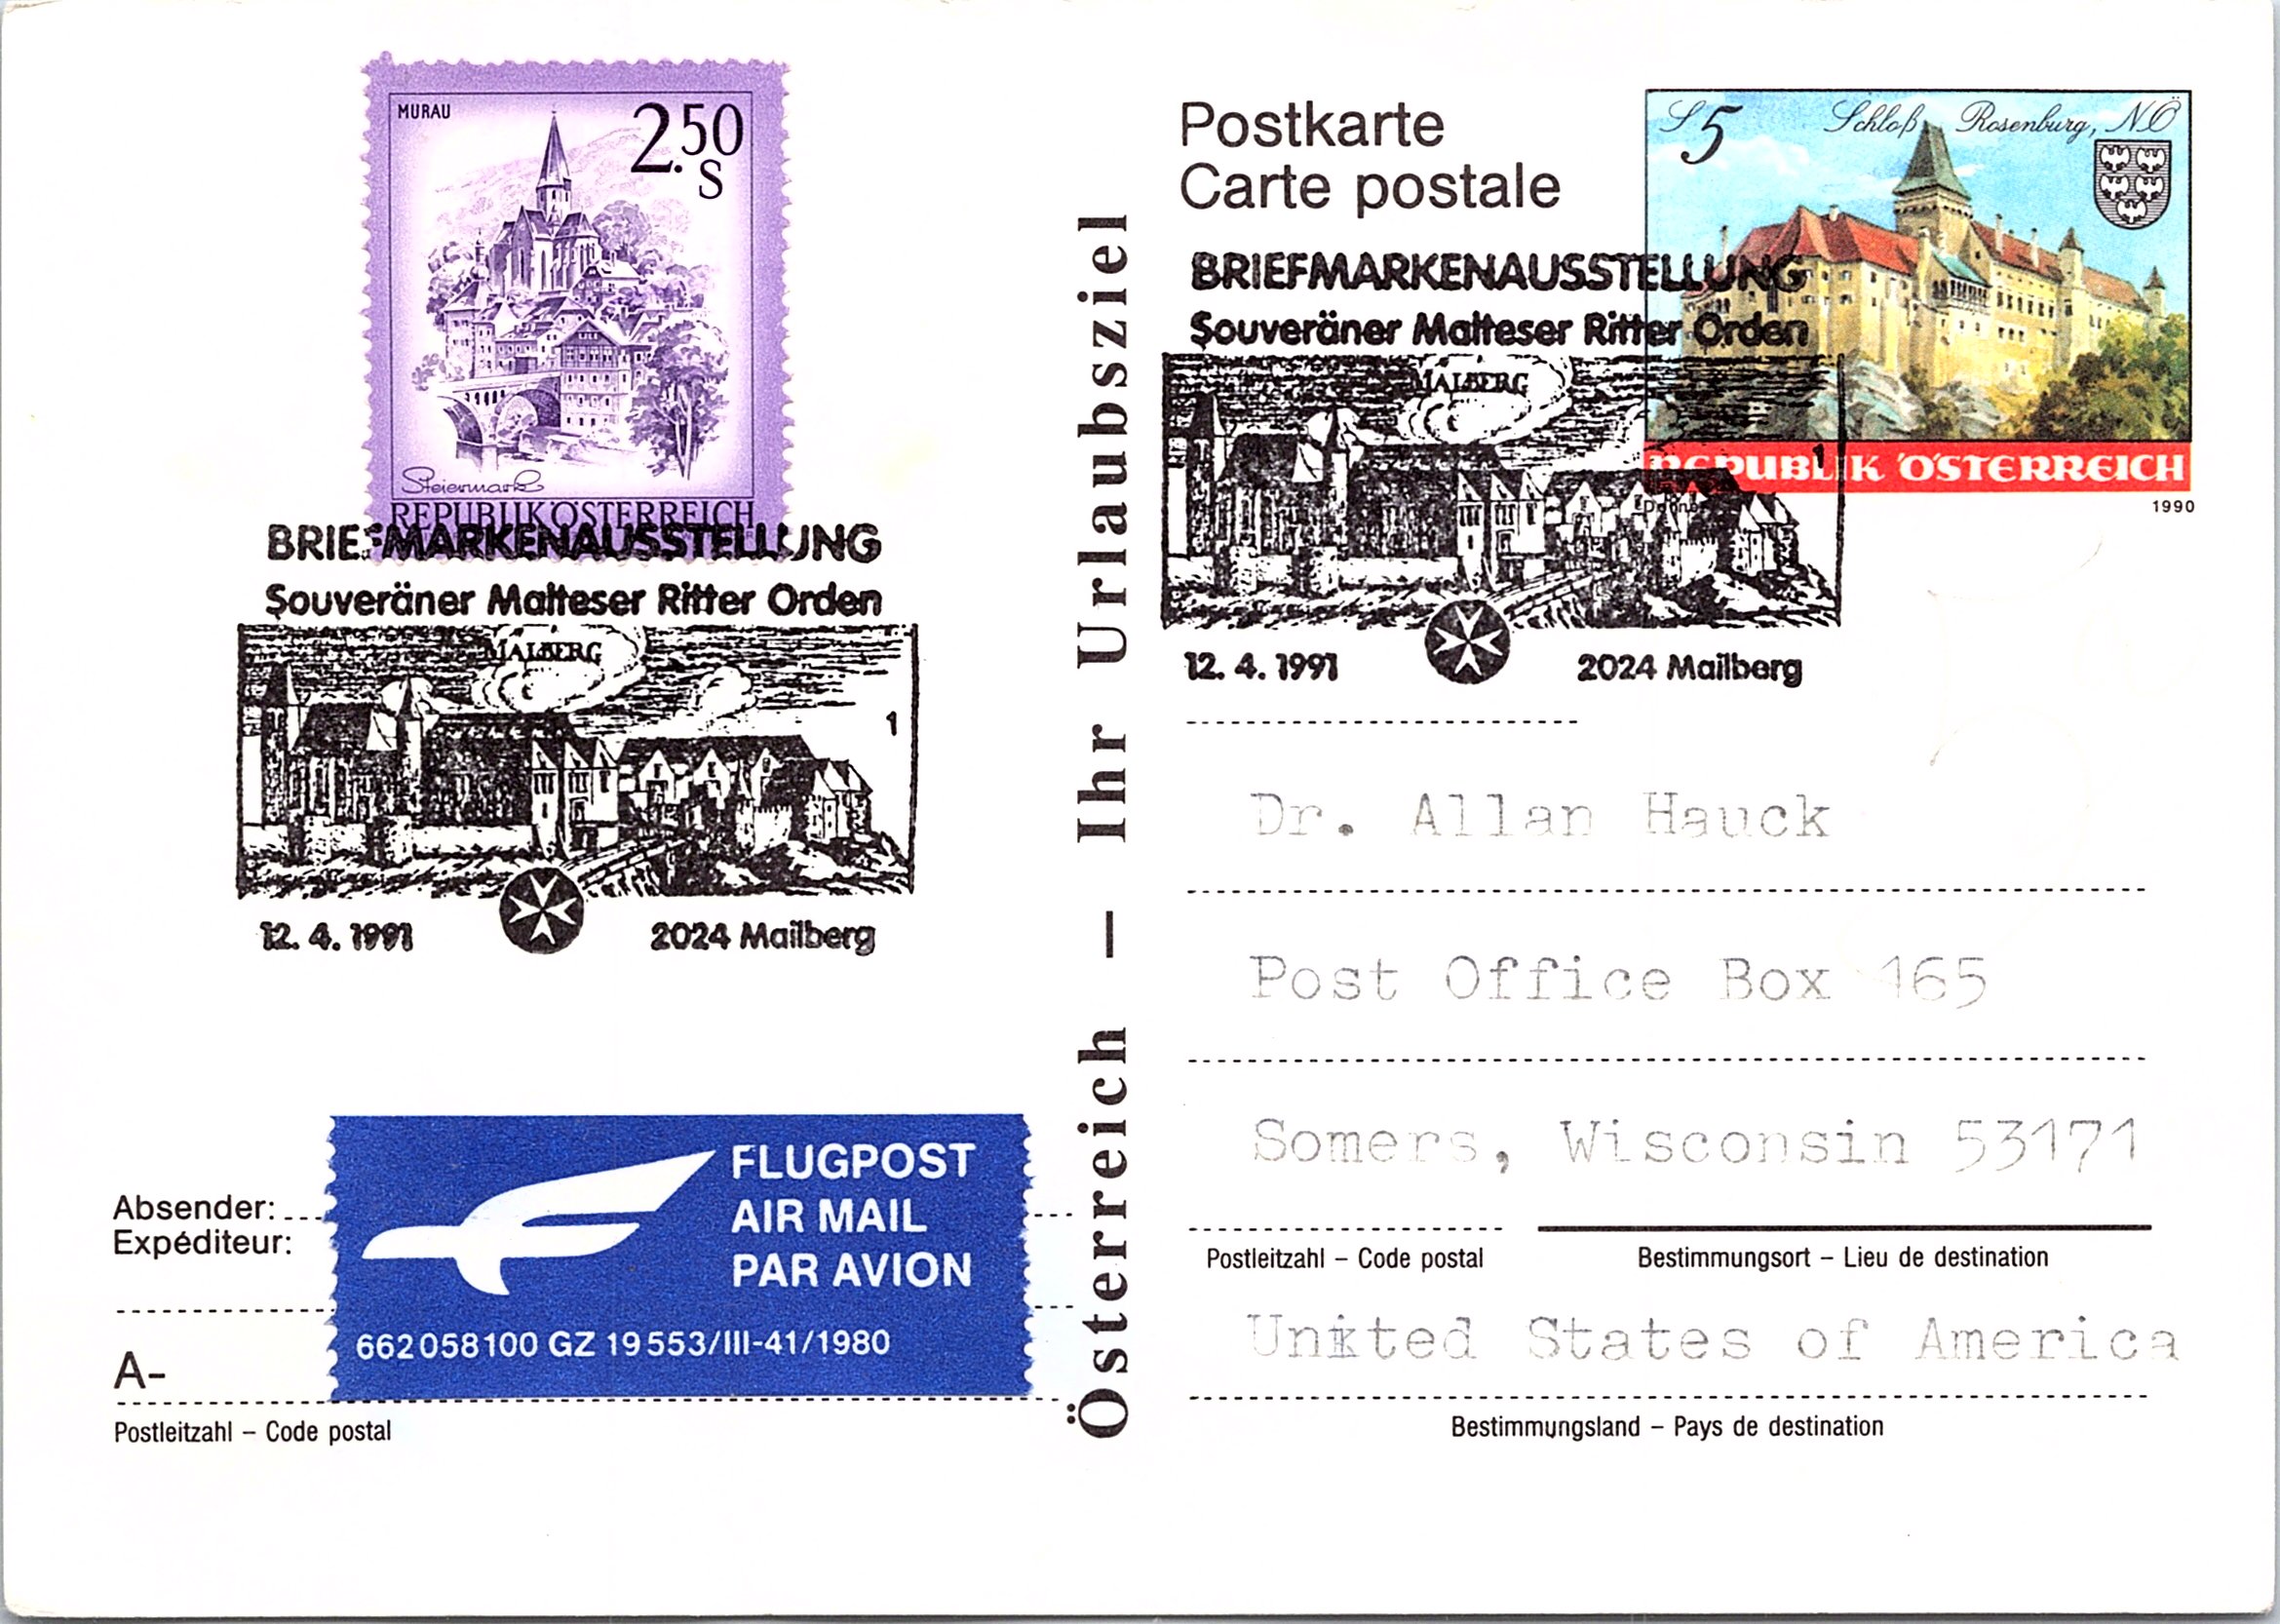 MURAU
2.50
S
Steiermark
REPUBLIK ÖSTERREICH
BRIEFMARKENAUSSTELLUNG
Souveräner Malteser Ritter Orden
MALBERG
1
12. 4. 1991
2024 Mailberg
FLUGPOST
AIR MAIL
PAR AVION
662058100 GZ 19553/III-41/1980
Absender:
Expéditeur:
A-
Postleitzahl – Code postal
Österreich – Ihr Urlaubsziel
Postkarte
Carte postale
S 5
Schloß Rosenburg, NÖ
REPUBLIK ÖSTERREICH
1990
BRIEFMARKENAUSSTELLUNG
Souveräner Malteser Ritter Orden
MALBERG
1
12. 4. 1991
2024 Mailberg
Dr. Allan Hauck
Post Office Box 165
Somers, Wisconsin 53171
Postleitzahl – Code postal
Bestimmungsort – Lieu de destination
United States of America
Bestimmungsland – Pays de destination